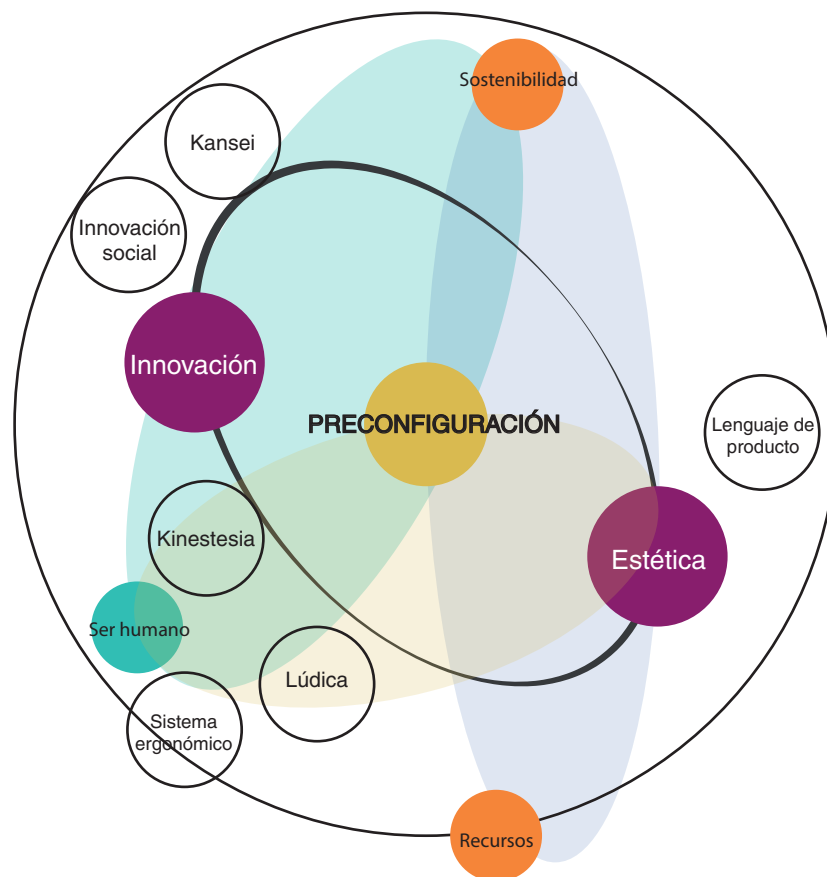 Sostenibilidad
Kansei
Innovación
social
Innovación
PRECONFIGURACIÓN
Lenguaje de
producto
Kinestesia
Estética
Ser humano
Lúdica
Sistema
ergonómico
Recursos